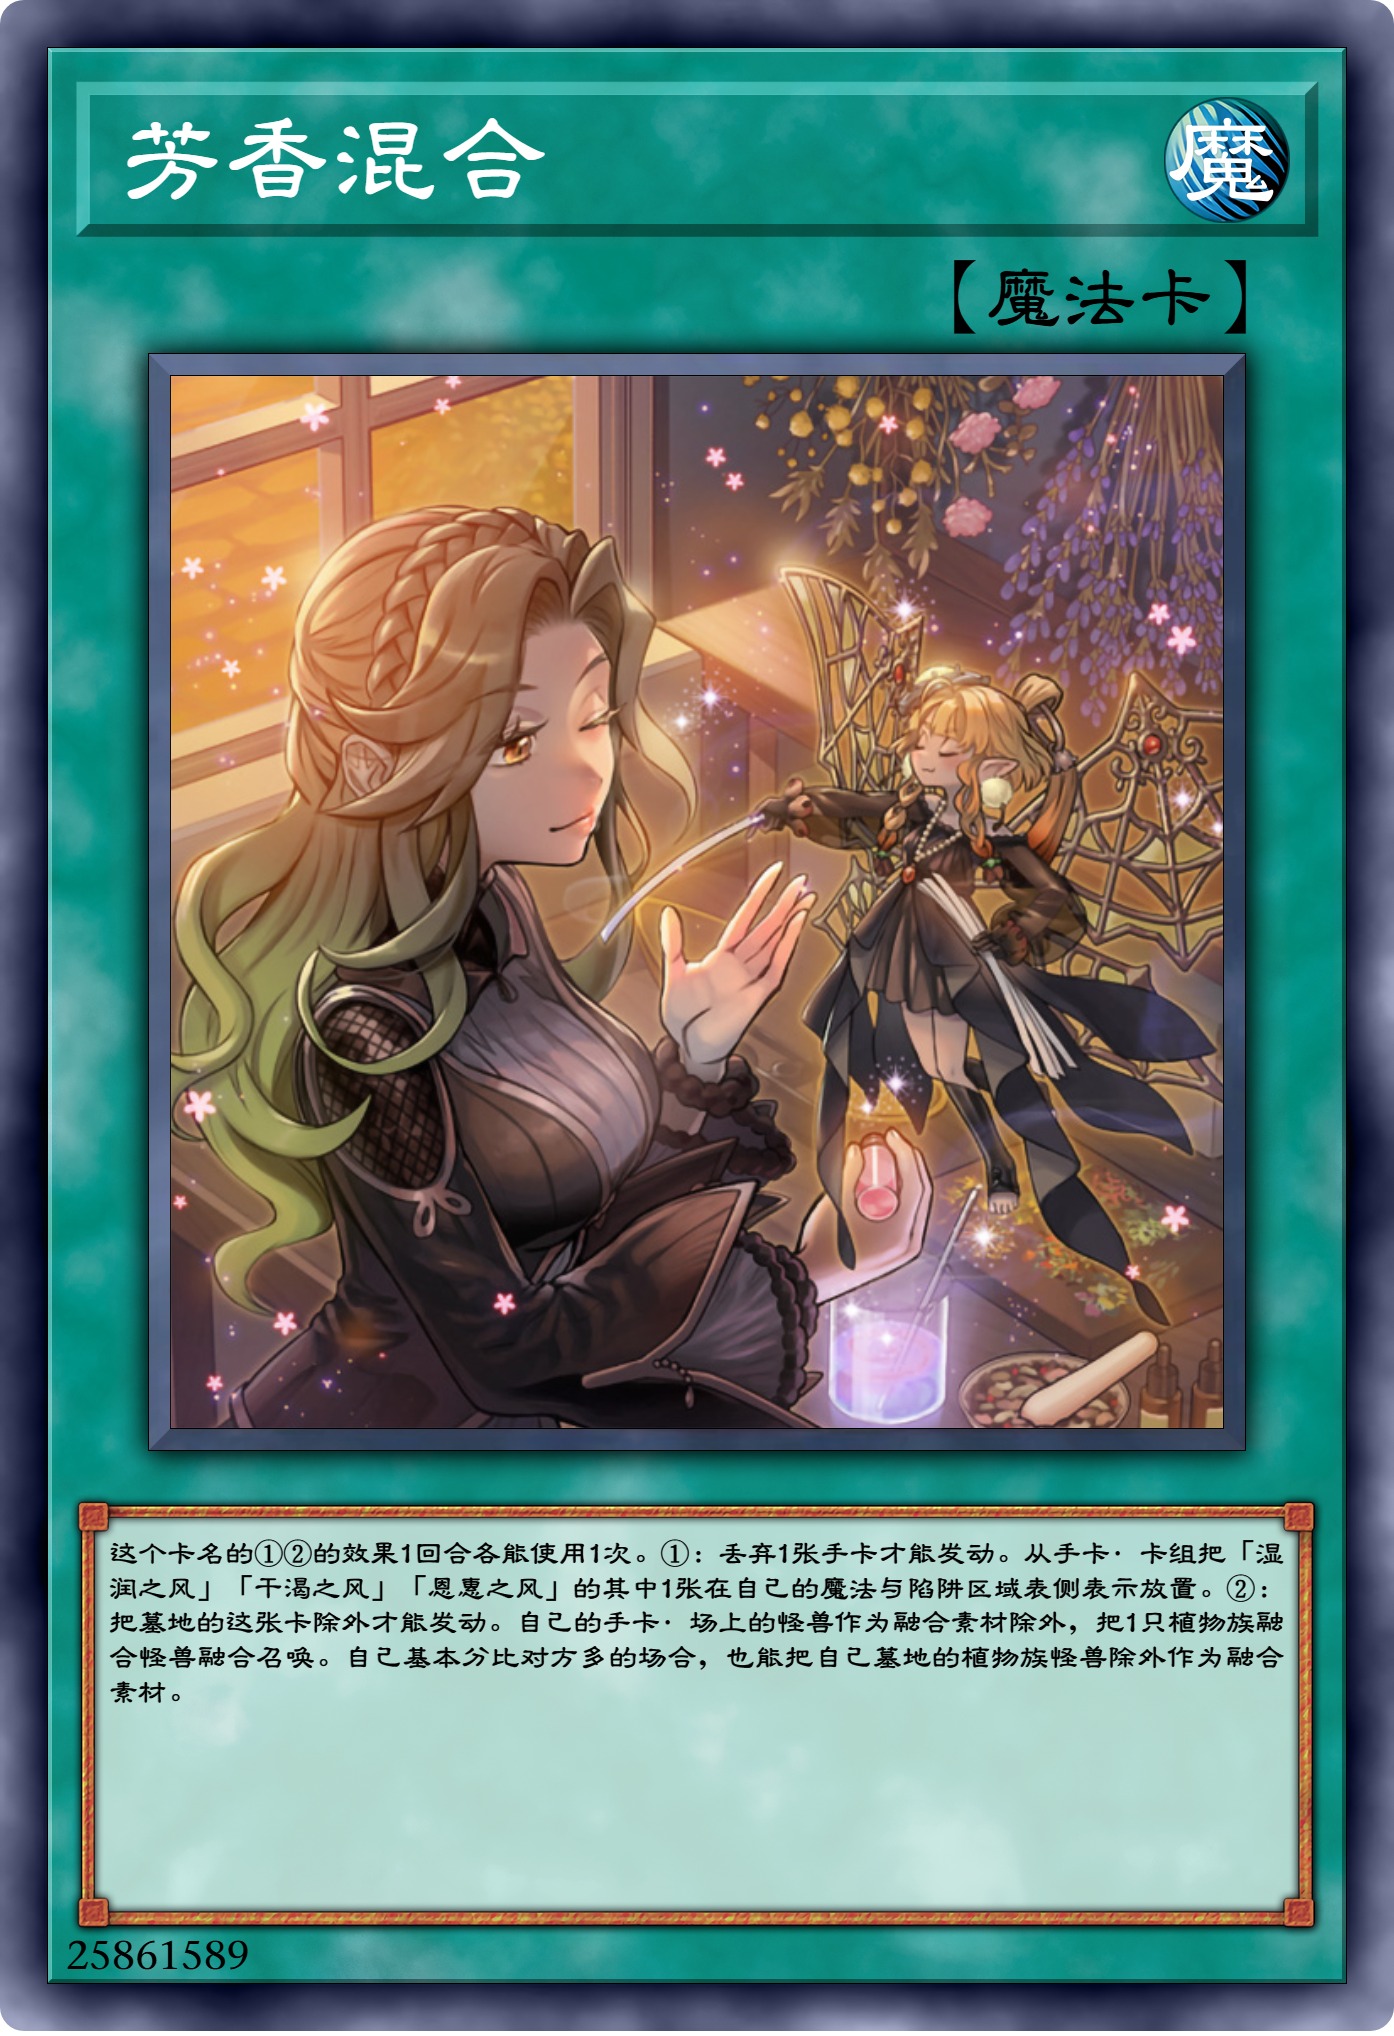 芳香混合
魔
【魔法卡】
这个卡名的①②的效果1回合各能使用1次。①：丢弃1张手卡才能发动。从手卡·卡组把「湿
润之风」「干渴之风」「恩惠之风」的其中1张在自己的魔法与陷阱区域表侧表示放置。②：
把墓地的这张卡除外才能发动。自己的手卡·场上的怪兽作为融合素材除外，把1只植物族融
合怪兽融合召唤。自己基本分比对方多的场合，也能把自己墓地的植物族怪兽除外作为融合
素材。
25861589